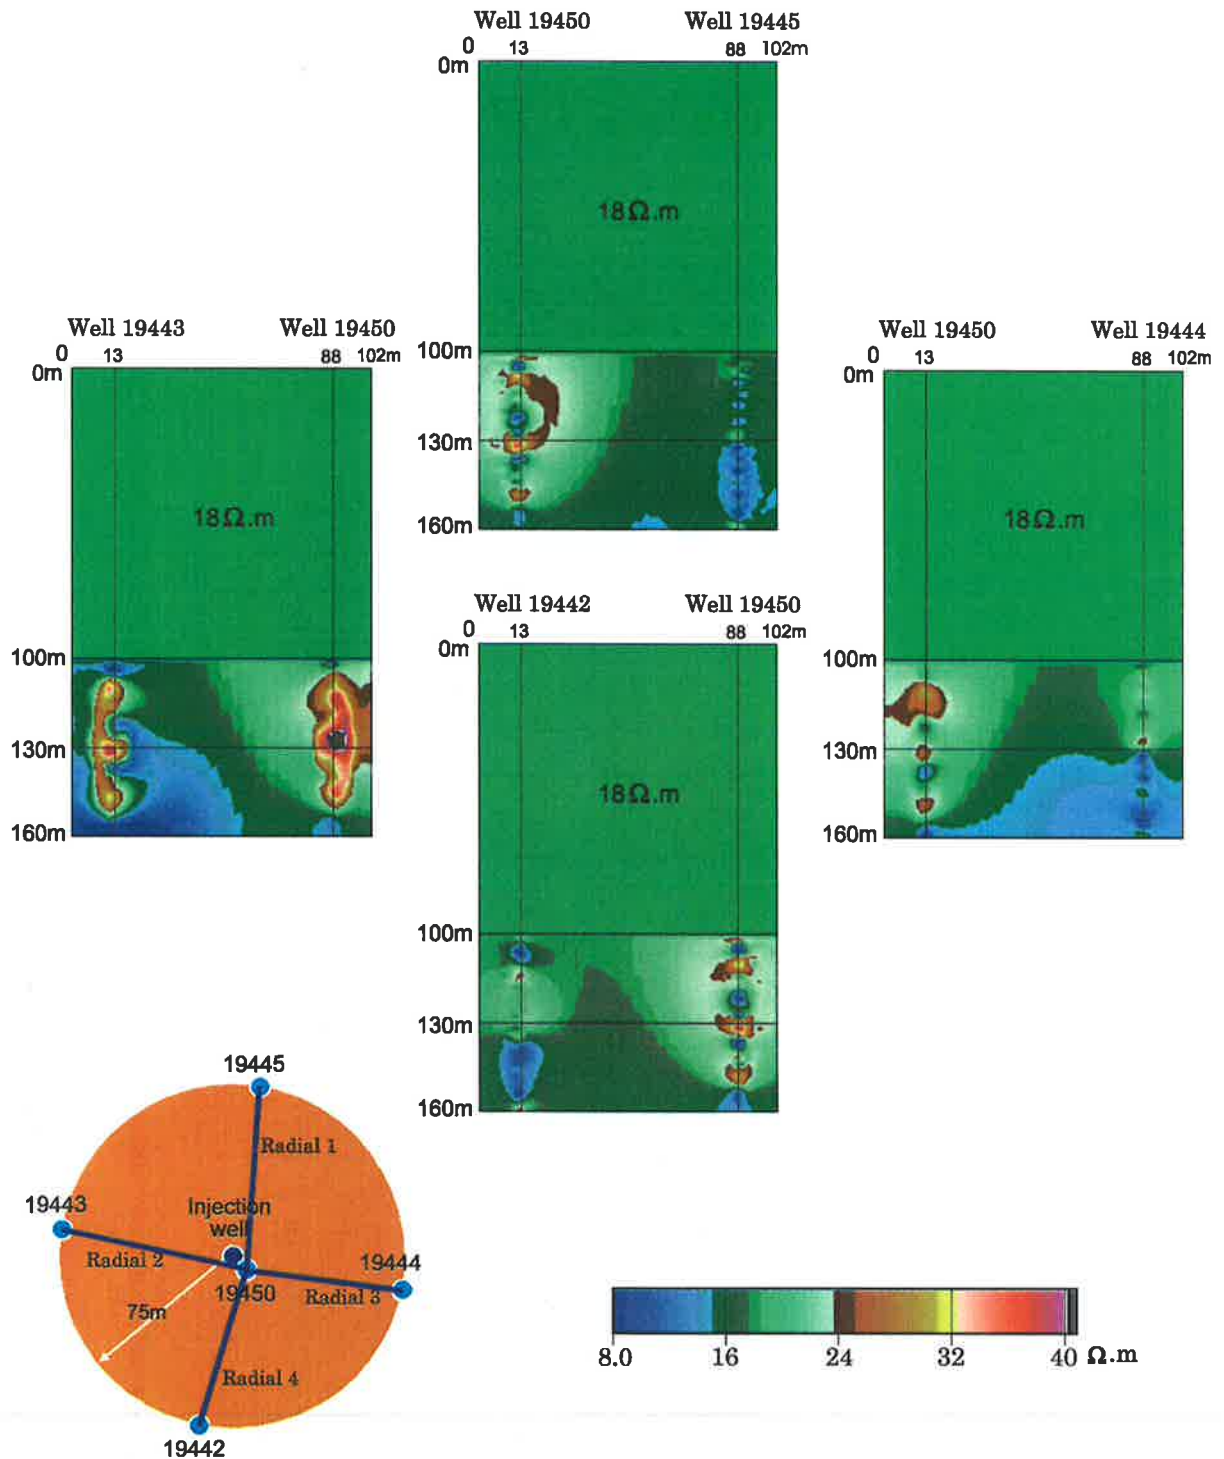 Well 19450 Well 19445
0 13 88 102m
0m
18Ω.m
100m
130m
160m
Well 19443 Well 19450
0 13 88 102m
0m
18Ω.m
100m
130m
160m
Well 19450 Well 19444
0 13 88 102m
0m
18Ω.m
100m
130m
160m
Well 19442 Well 19450
0 13 88 102m
0m
18Ω.m
100m
130m
160m
19445
Radial 1
19443
Injection
well
Radial 2
19444
19450
Radial 3
75m
Radial 4
19442
8.0 16 24 32 40 Ω.m